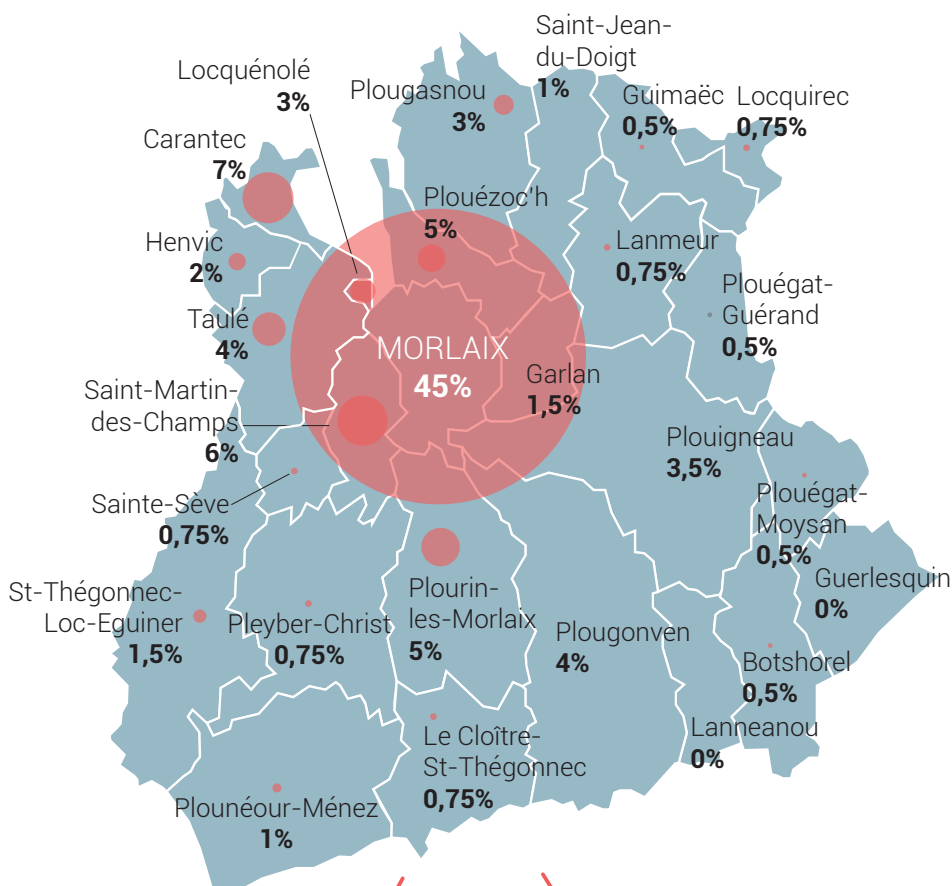 Saint-Jean-
du-Doigt
1%
Locquénolé
3%
Plougasnou
3%
Guimaëc
0,5%
Locquirec
0,75%
Carantec
7%
Plouézoc'h
5%
Henvic
2%
Lanmeur
0,75%
Plouégat-
Guérand
0,5%
Taulé
4%
MORLAIX
45%
Garlan
1,5%
Saint-Martin-
des-Champs
6%
Plouigneau
3,5%
Sainte-Sève
0,75%
Plouégat-
Moysan
0,5%
Guerlesquin
0%
St-Thégonnec-
Loc-Eguiner
1,5%
Pleyber-Christ
0,75%
Plourin-
les-Morlaix
5%
Plougonven
4%
Botshorel
0,5%
Lanneanou
0%
Le Cloître-
St-Thégonnec
0,75%
Plounéour-Ménez
1%